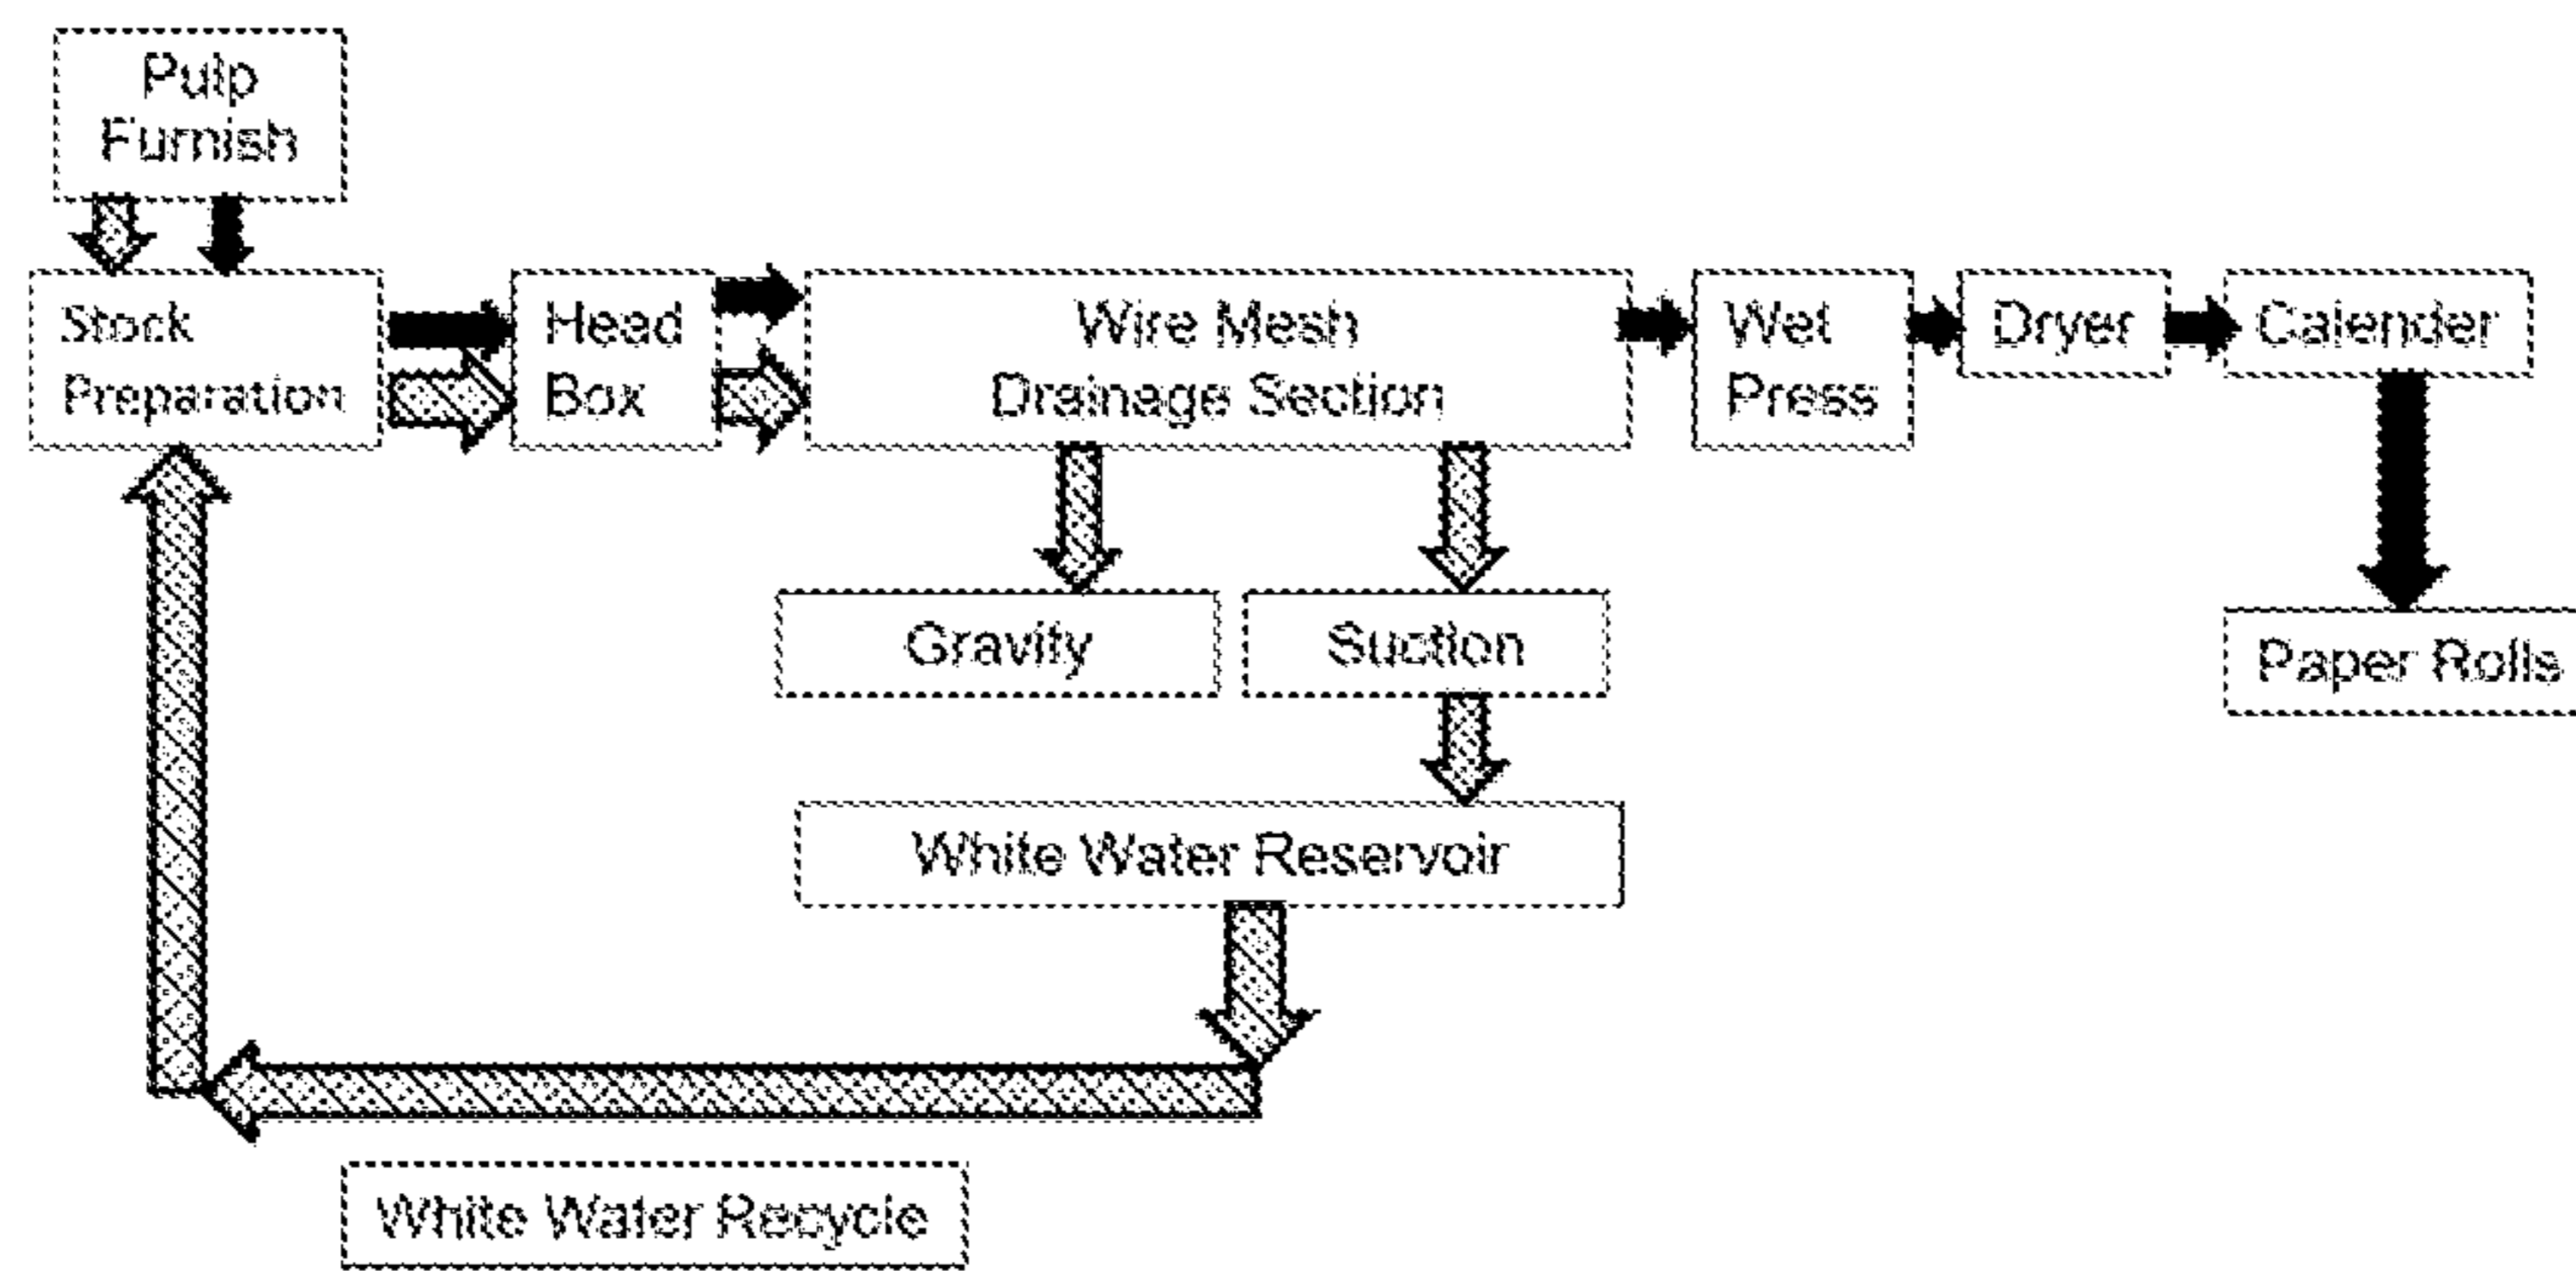 Pulp
Furnish
Stock
Preparation
Head
Box
Wire Mesh
Drainage Section
Wet
Press
Dryer
Calender
Gravity
Suction
Paper Rolls
White Water Reservoir
White Water Recycle